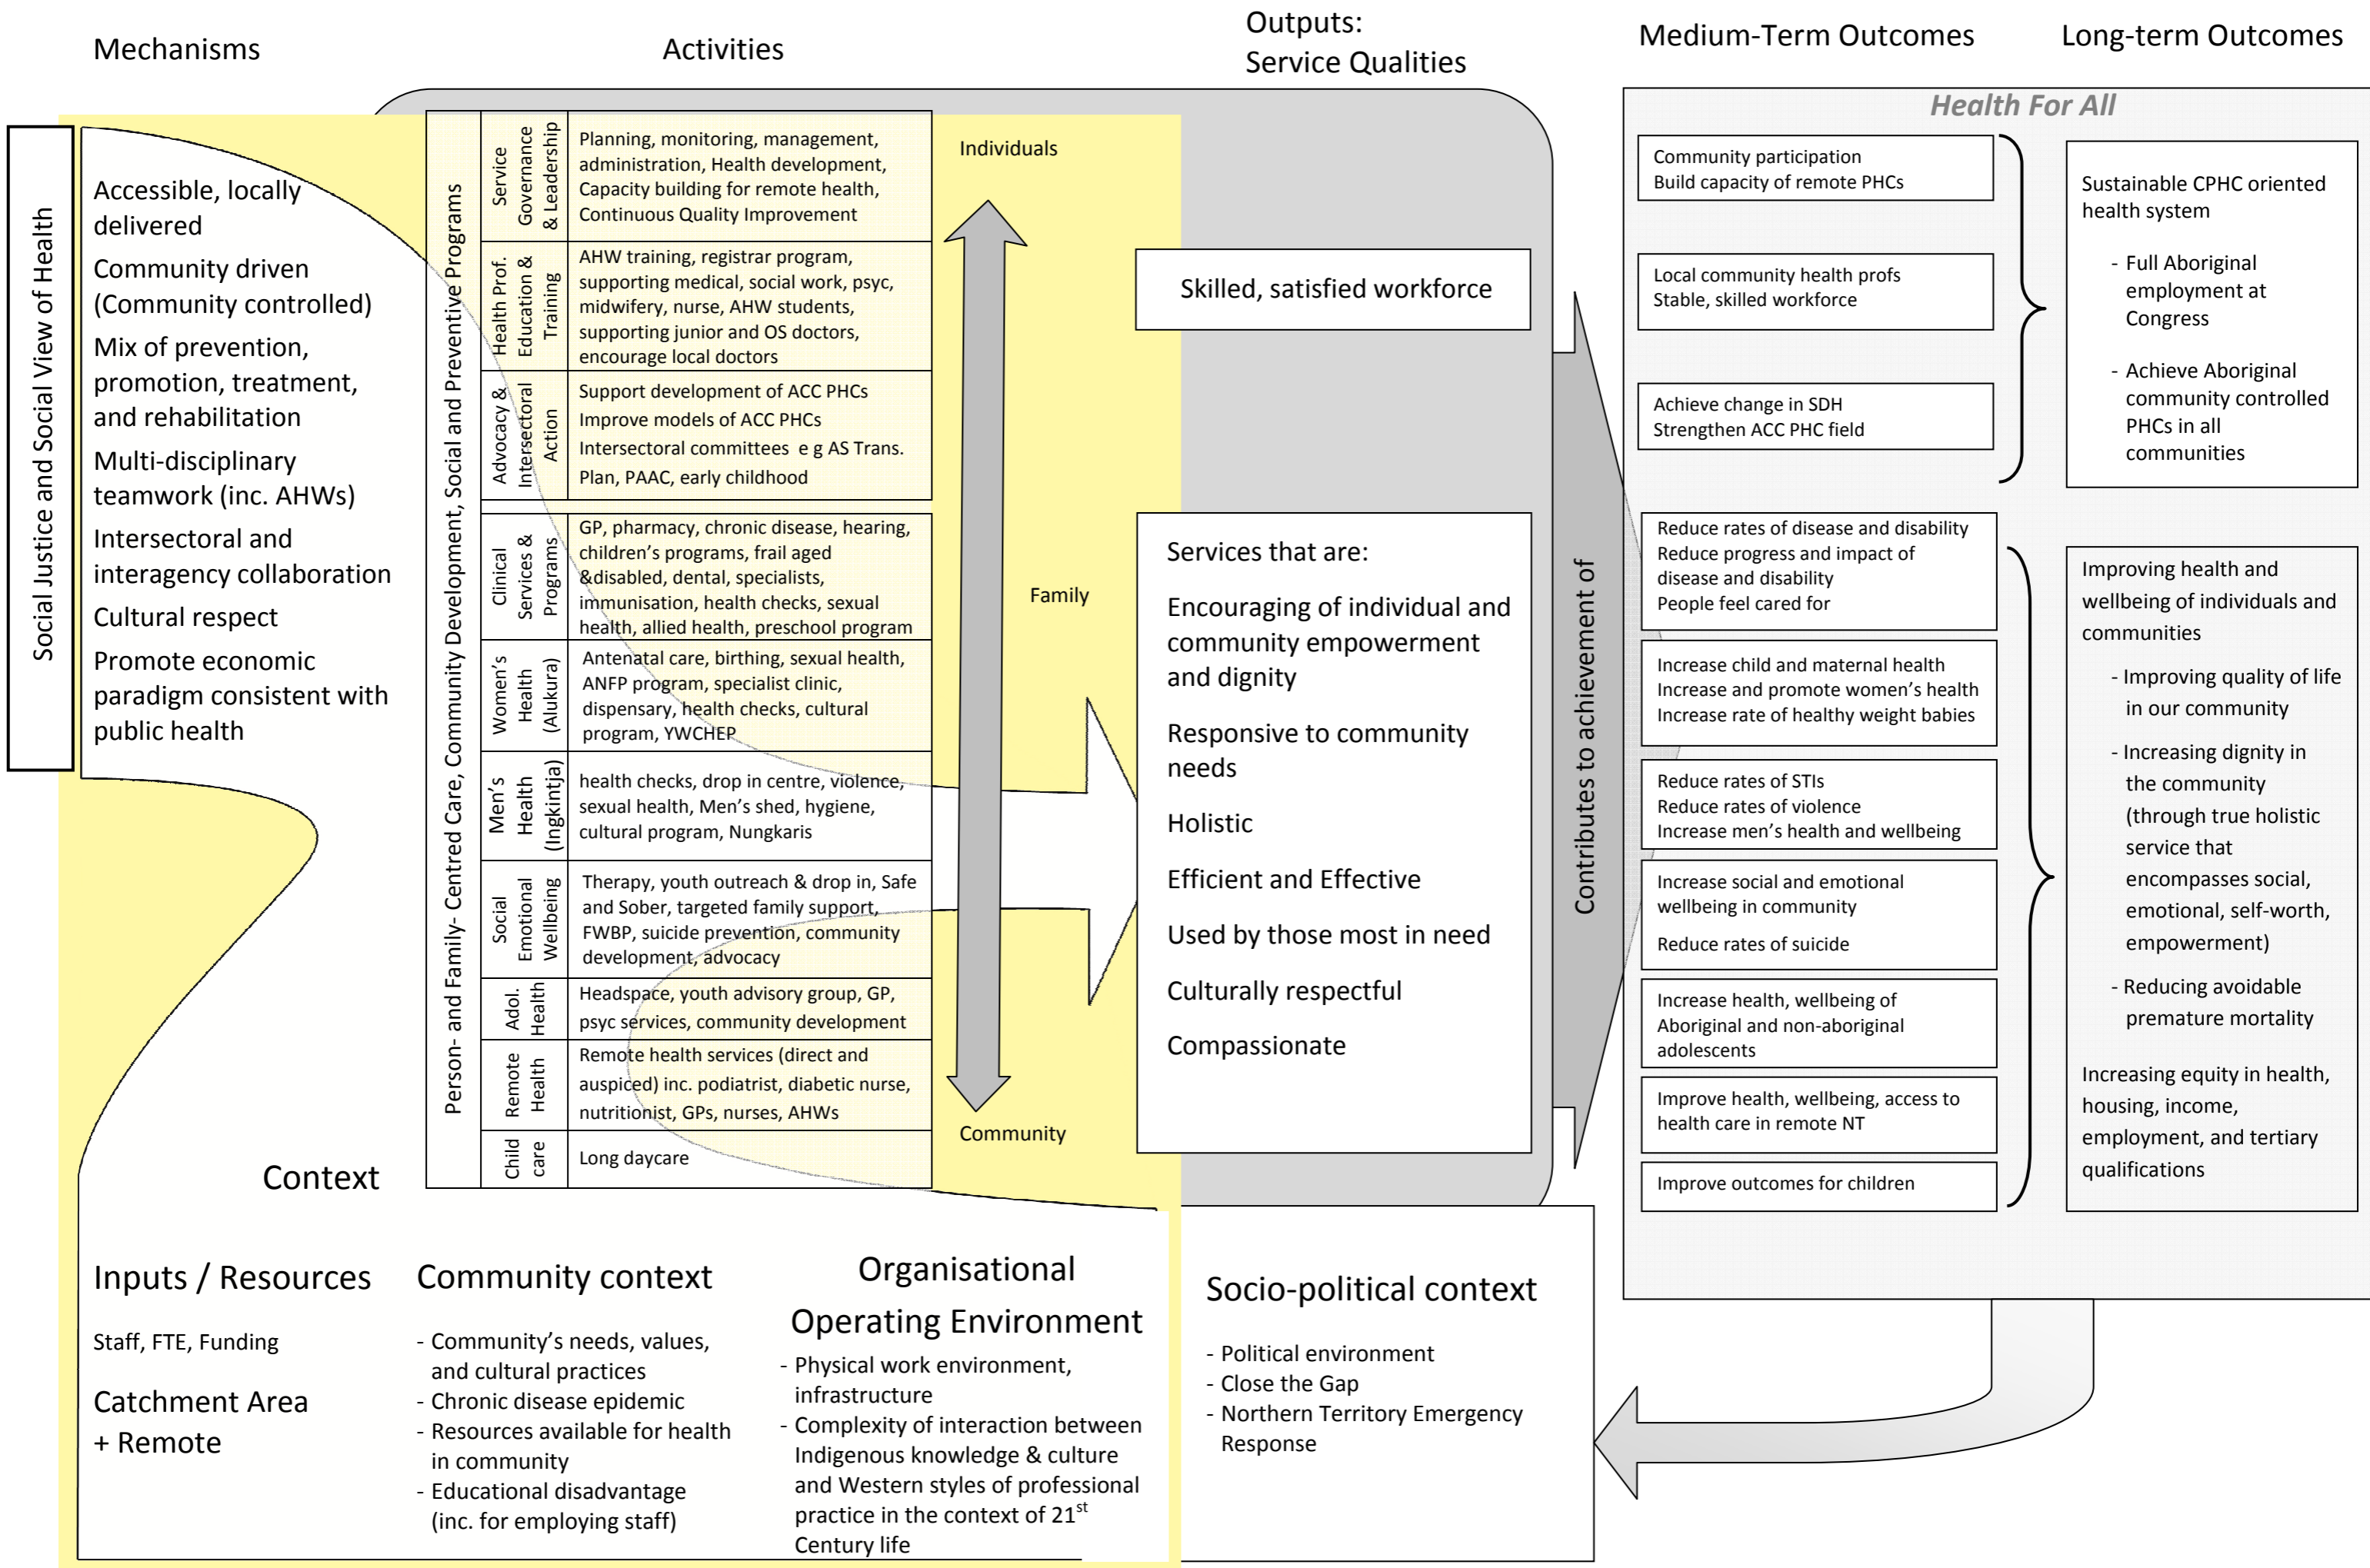 Mechanisms
Activities
Outputs:
Service Qualities
Medium-Term Outcomes
Long-term Outcomes
Social Justice and Social View of Health
Accessible, locally
delivered
Community driven
(Community controlled)
Mix of prevention,
promotion, treatment,
and rehabilitation
Multi-disciplinary
teamwork (inc. AHWs)
Intersectoral and
interagency collaboration
Cultural respect
Promote economic
paradigm consistent with
public health
Person- and Family- Centred Care, Community Development, Social and Preventive Programs
Service
Governance
& Leadership
Planning, monitoring, management,
administration, Health development,
Capacity building for remote health,
Continuous Quality Improvement
Health Prof.
Education &
Training
AHW training, registrar program,
supporting medical, social work, psyc,
midwifery, nurse, AHW students,
supporting junior and OS doctors,
encourage local doctors
Advocacy &
Intersectoral
Action
Support development of ACC PHCs
Improve models of ACC PHCs
Intersectoral committees e g AS Trans.
Plan, PAAC, early childhood
Clinical
Services &
Programs
GP, pharmacy, chronic disease, hearing,
children's programs, frail aged
&disabled, dental, specialists,
immunisation, health checks, sexual
health, allied health, preschool program
Women's
Health
(Alukura)
Antenatal care, birthing, sexual health,
ANFP program, specialist clinic,
dispensary, health checks, cultural
program, YWCHEP
Men's
Health
(Ingkintja)
health checks, drop in centre, violence,
sexual health, Men's shed, hygiene,
cultural program, Nungkaris
Social
Emotional
Wellbeing
Therapy, youth outreach & drop in, Safe
and Sober, targeted family support,
FWBP, suicide prevention, community
development, advocacy
Adol.
Health
Headspace, youth advisory group, GP,
psyc services, community development
Remote
Health
Remote health services (direct and
auspiced) inc. podiatrist, diabetic nurse,
nutritionist, GPs, nurses, AHWs
Child
care
Long daycare
Individuals
Family
Community
Skilled, satisfied workforce
Services that are:
Encouraging of individual and
community empowerment
and dignity
Responsive to community
needs
Holistic
Efficient and Effective
Used by those most in need
Culturally respectful
Compassionate
Contributes to achievement of
Health For All
Community participation
Build capacity of remote PHCs
Local community health profs
Stable, skilled workforce
Achieve change in SDH
Strengthen ACC PHC field
Reduce rates of disease and disability
Reduce progress and impact of
disease and disability
People feel cared for
Increase child and maternal health
Increase and promote women's health
Increase rate of healthy weight babies
Reduce rates of STIs
Reduce rates of violence
Increase men's health and wellbeing
Increase social and emotional
wellbeing in community
Reduce rates of suicide
Increase health, wellbeing of
Aboriginal and non-aboriginal
adolescents
Improve health, wellbeing, access to
health care in remote NT
Improve outcomes for children
Sustainable CPHC oriented
health system
- Full Aboriginal
employment at
Congress
- Achieve Aboriginal
community controlled
PHCs in all
communities
Improving health and
wellbeing of individuals and
communities
- Improving quality of life
in our community
- Increasing dignity in
the community
(through true holistic
service that
encompasses social,
emotional, self-worth,
empowerment)
- Reducing avoidable
premature mortality
Increasing equity in health,
housing, income,
employment, and tertiary
qualifications
Context
Inputs / Resources
Staff, FTE, Funding
Catchment Area
+ Remote
Community context
- Community's needs, values,
and cultural practices
- Chronic disease epidemic
- Resources available for health
in community
- Educational disadvantage
(inc. for employing staff)
Organisational
Operating Environment
- Physical work environment,
infrastructure
- Complexity of interaction between
Indigenous knowledge & culture
and Western styles of professional
practice in the context of 21st
Century life
Socio-political context
- Political environment
- Close the Gap
- Northern Territory Emergency
Response